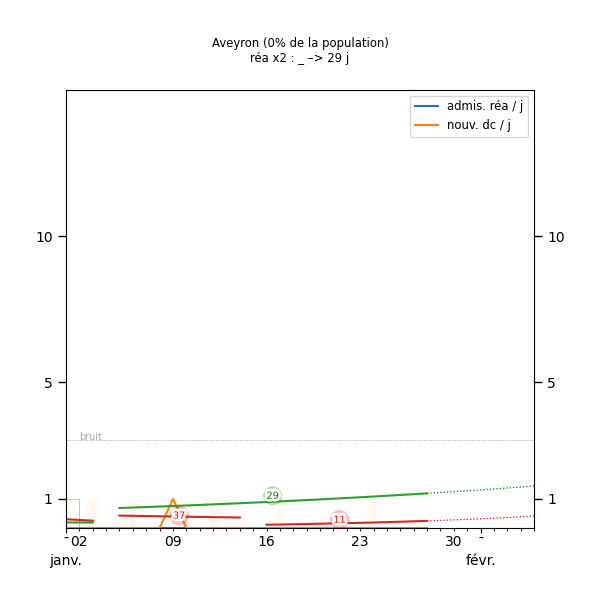 Aveyron (0% de la population)
réa x2 : _ –> 29 j
admis. réa / j
nouv. dc / j
10 10
5 5
bruit
29
1 1
37
11
02 09 16 23 30 -
janv. févr.